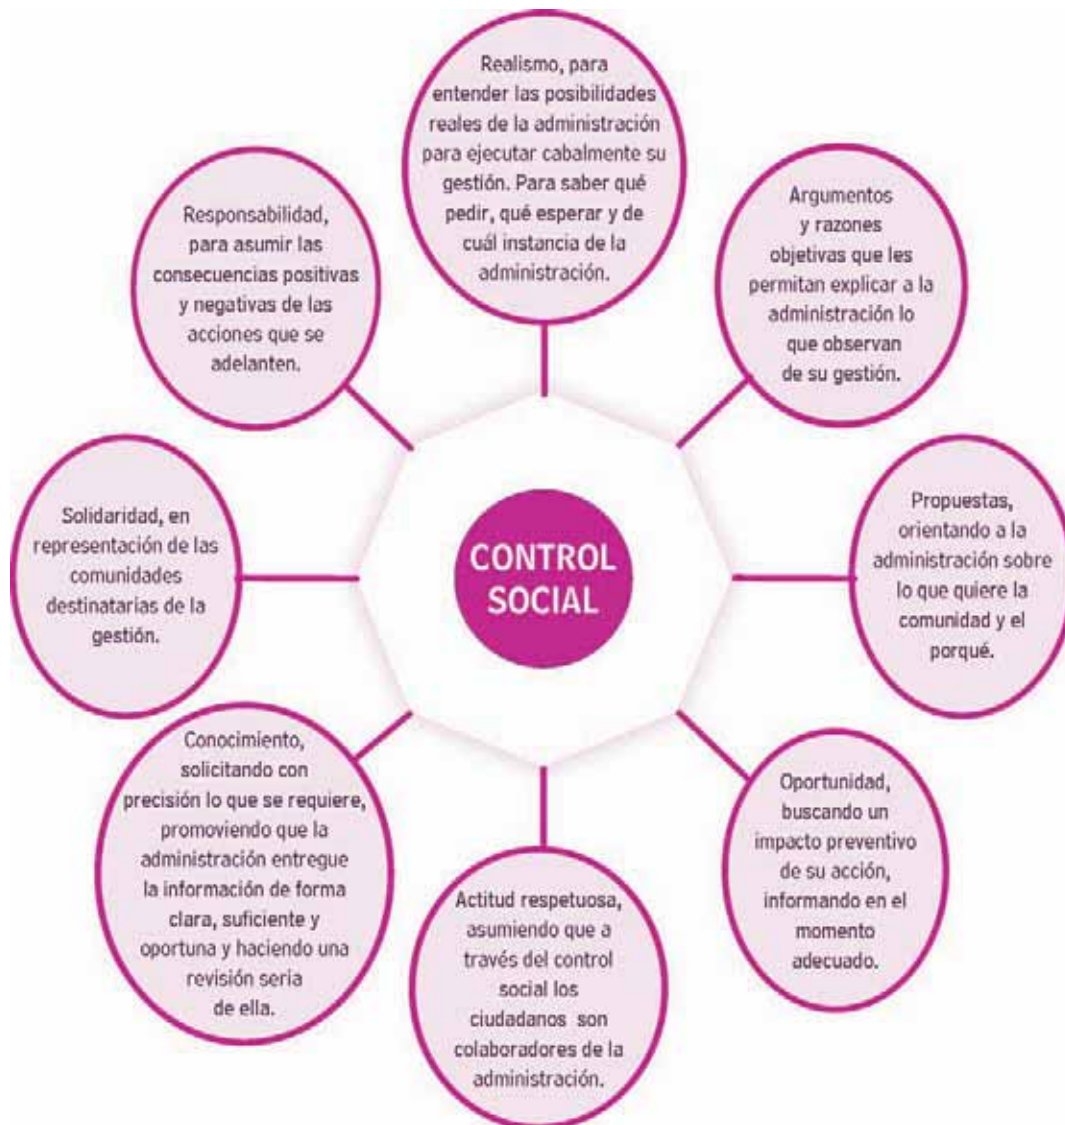 Realismo, para
entender las posibilidades
reales de la administración
para ejecutar cabalmente su
gestión. Para saber qué
pedir, qué esperar y de
cuál instancia de la
administración.
Argumentos
y razones
objetivas que les
permitan explicar a la
administración lo
que observan
de su gestión.
Propuestas,
orientando a la
administración sobre
lo que quiere la
comunidad y el
porqué.
Oportunidad,
buscando un
impacto preventivo
de su acción,
informando en el
momento
adecuado.
Actitud respetuosa,
asumiendo que a
través del control
social los
ciudadanos son
colaboradores de la
administración.
Conocimiento,
solicitando con
precisión lo que se requiere,
promoviendo que la
administración entregue
la información de forma
clara, suficiente y
oportuna y haciendo una
revisión seria
de ella.
Solidaridad, en
representación de las
comunidades
destinatarias de la
gestión.
Responsabilidad,
para asumir las
consecuencias positivas
y negativas de las
acciones que se
adelanten.
CONTROL
SOCIAL